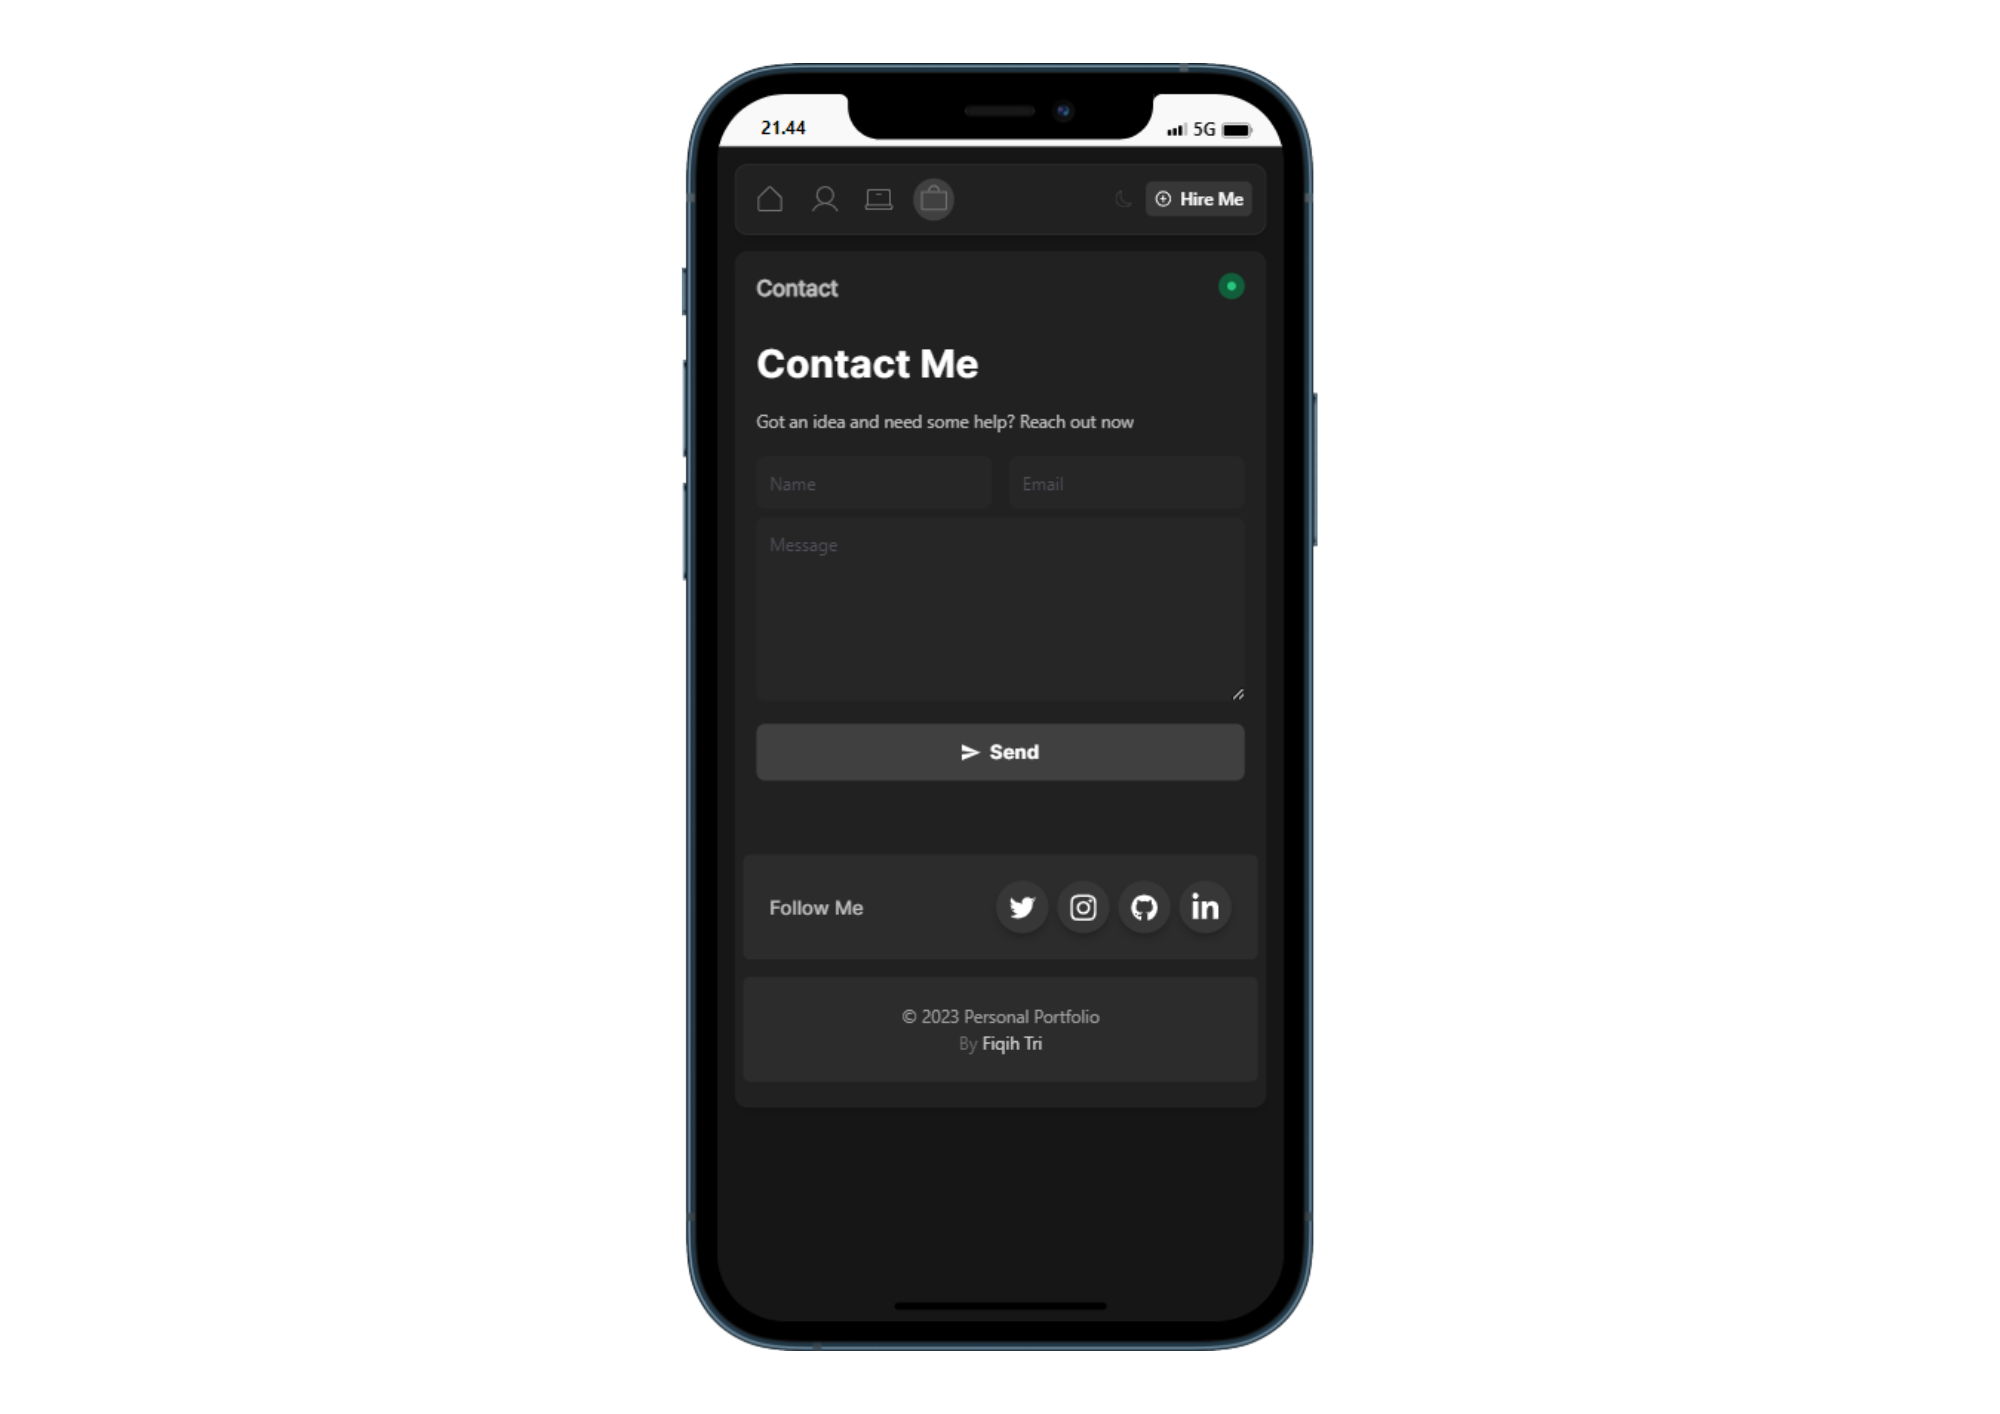 21.44
5G
Hire Me
Contact
Contact Me
Got an idea and need some help? Reach out now
Name
Email
Message
Send
Follow Me
© 2023 Personal Portfolio
By Fiqih Tri